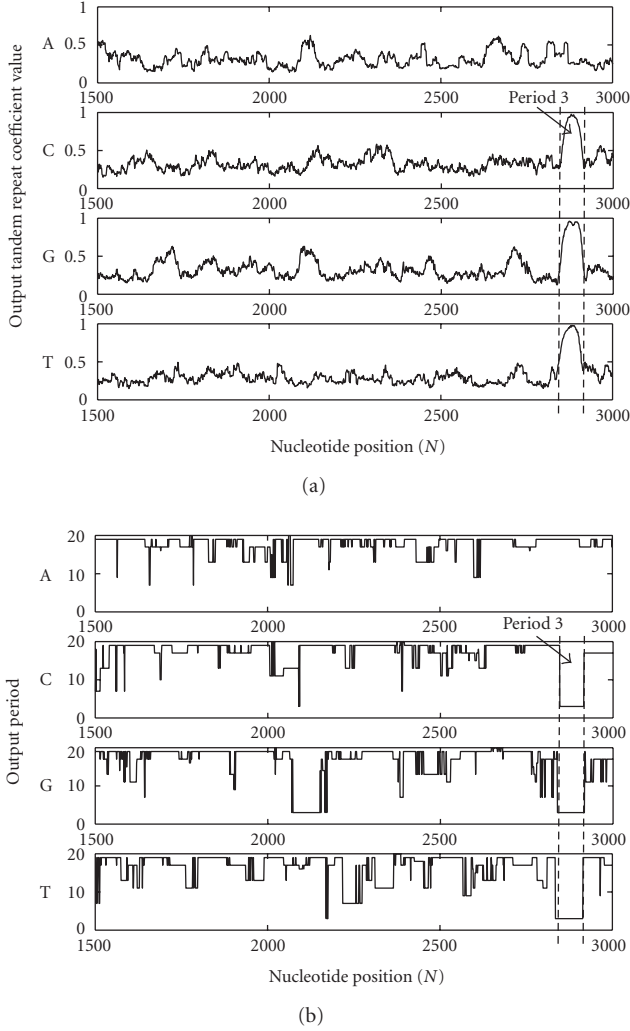 Output tandem repeat coefficient value
1
A 0.5
0
1500 2000 2500 3000
Period 3
1
C 0.5
0
1500 2000 2500 3000
1
G 0.5
0
1500 2000 2500 3000
1
T 0.5
0
1500 2000 2500 3000
Nucleotide position (N)
(a)
Output period
20
A 10
0
1500 2000 2500 3000
Period 3
20
C 10
0
1500 2000 2500 3000
20
G 10
0
1500 2000 2500 3000
20
T 10
0
1500 2000 2500 3000
Nucleotide position (N)
(b)